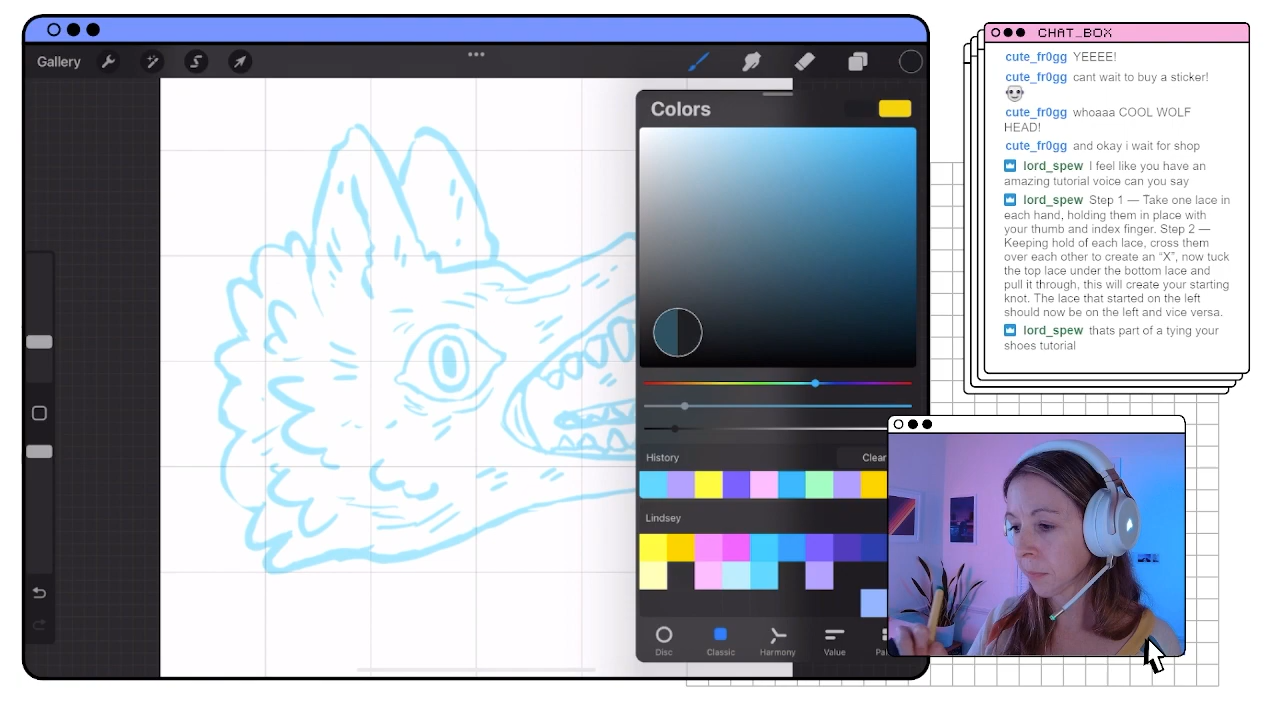 CHAT_BOX
Gallery
Colors
History
Clear
Lindsey
Disc
Classic
Harmony
Value
cute_fr0gg YEEEE!
cute_fr0gg cant wait to buy a sticker!
cute_fr0gg whoaaa COOL WOLF
HEAD!
cute_fr0gg and okay i wait for shop
lord_spew I feel like you have an
amazing tutorial voice can you say
lord_spew Step 1 — Take one lace in
each hand, holding them in place with
your thumb and index finger. Step 2 —
Keeping hold of each lace, cross them
over each other to create an “X”, now tuck
the top lace under the bottom lace and
pull it through, this will create your starting
knot. The lace that started on the left
should now be on the left and vice versa.
lord_spew thats part of a tying your
shoes tutorial